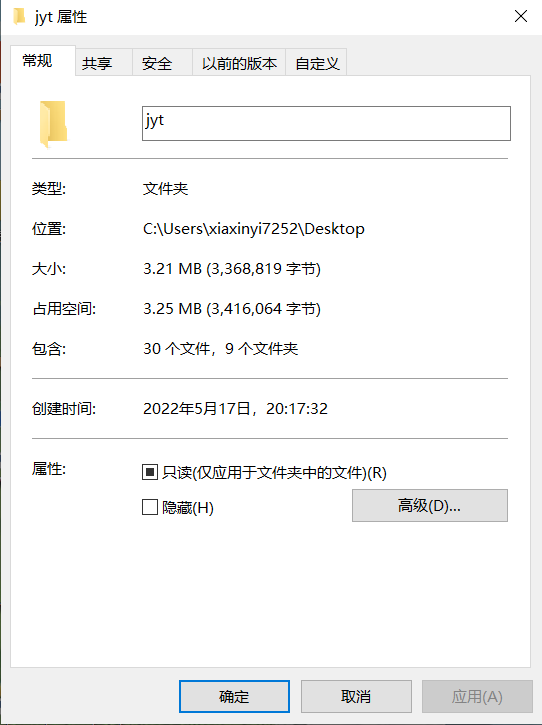 jyt 属性
常规 共享 安全 以前的版本 自定义
jyt
类型: 文件夹
位置: C:\Users\xiaxinyi7252\Desktop
大小: 3.21 MB (3,368,819 字节)
占用空间: 3.25 MB (3,416,064 字节)
包含: 30 个文件，9 个文件夹
创建时间: 2022年5月17日，20:17:32
属性: 只读(仅应用于文件夹中的文件)(R)
隐藏(H) 高级(D)...
确定 取消 应用(A)